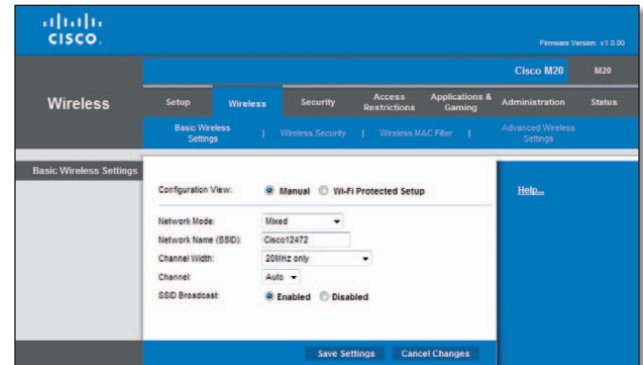 CISCO
Firmware Version: v1.0.00
Cisco M20 M20
Wireless
Setup Wireless Security Access Restrictions Applications & Gaming Administration Status
Basic Wireless Settings | Wireless Security | Wireless MAC Filter | Advanced Wireless Settings
Basic Wireless Settings
Configuration View: Manual Wi-Fi Protected Setup
Help...
Network Mode: Mixed
Network Name (SSID): Cisco12472
Channel Width: 20MHz only
Channel: Auto
SSID Broadcast: Enabled Disabled
Save Settings Cancel Changes